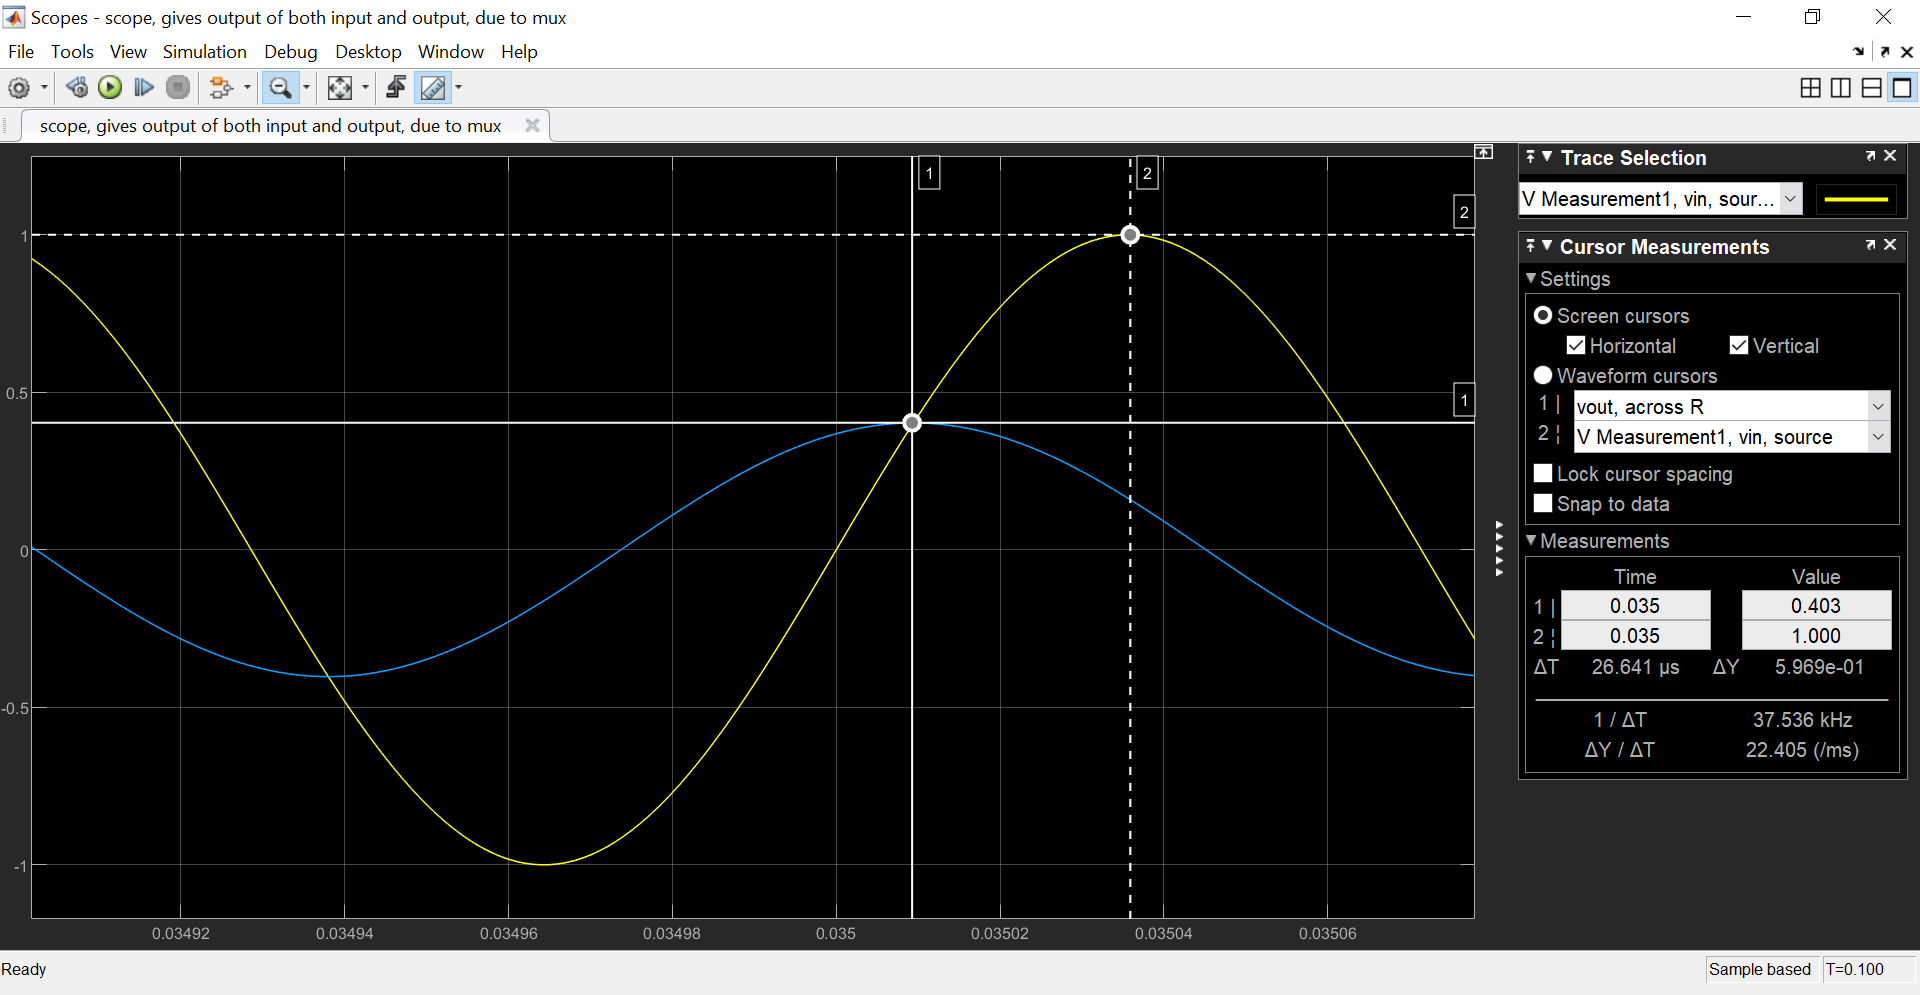 Scopes - scope, gives output of both input and output, due to mux
File Tools View Simulation Debug Desktop Window Help
scope, gives output of both input and output, due to mux
1
2
2
1
1
0.5
0
-0.5
-1
0.03492 0.03494 0.03496 0.03498 0.035 0.03502 0.03504 0.03506
Trace Selection
V Measurement1, vin, sour...
Cursor Measurements
Settings
Screen cursors
Horizontal Vertical
Waveform cursors
1 | vout, across R
2 ¦ V Measurement1, vin, source
Lock cursor spacing
Snap to data
Measurements
Time Value
1 | 0.035 0.403
2 ¦ 0.035 1.000
ΔT 26.641 µs ΔY 5.969e-01
1 / ΔT 37.536 kHz
ΔY / ΔT 22.405 (/ms)
Ready
Sample based T=0.100